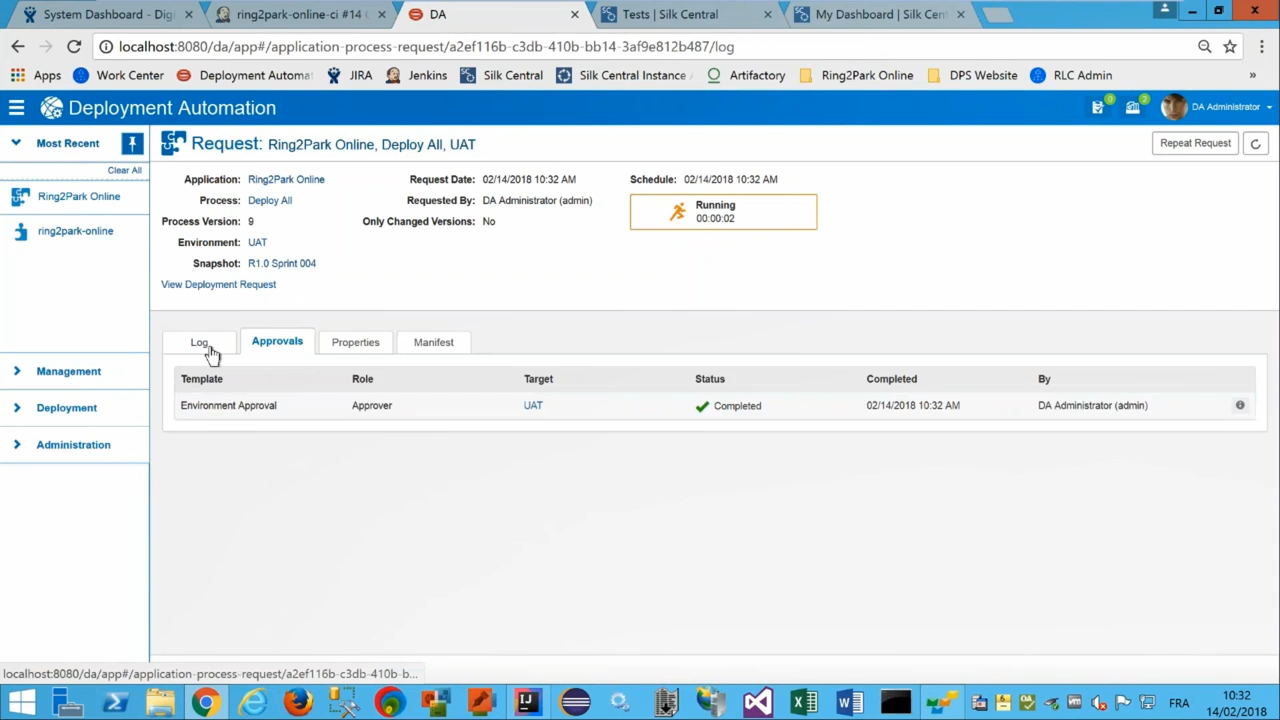 System Dashboard - Digi
ring2park-online-ci #14
DA
Tests | Silk Central
My Dashboard | Silk Cen
localhost:8080/da/app#/application-process-request/a2ef116b-c3db-410b-bb14-3af9e812b487/log
Apps Work Center Deployment Automa JIRA Jenkins Silk Central Silk Central Instance Artifactory Ring2Park Online DPS Website RLC Admin »
Deployment Automation
0 2 DA Administrator
Most Recent
Clear All
Ring2Park Online
ring2park-online
Management
Deployment
Administration
Request: Ring2Park Online, Deploy All, UAT
Repeat Request
Application: Ring2Park Online
Process: Deploy All
Process Version: 9
Environment: UAT
Snapshot: R1.0 Sprint 004
View Deployment Request
Request Date: 02/14/2018 10:32 AM
Requested By: DA Administrator (admin)
Only Changed Versions: No
Schedule: 02/14/2018 10:32 AM
Running
00:00:02
Log Approvals Properties Manifest
Template Role Target Status Completed By
Environment Approval Approver UAT Completed 02/14/2018 10:32 AM DA Administrator (admin)
localhost:8080/da/app#/application-process-request/a2ef116b-c3db-410b-b...
FRA
10:32
14/02/2018